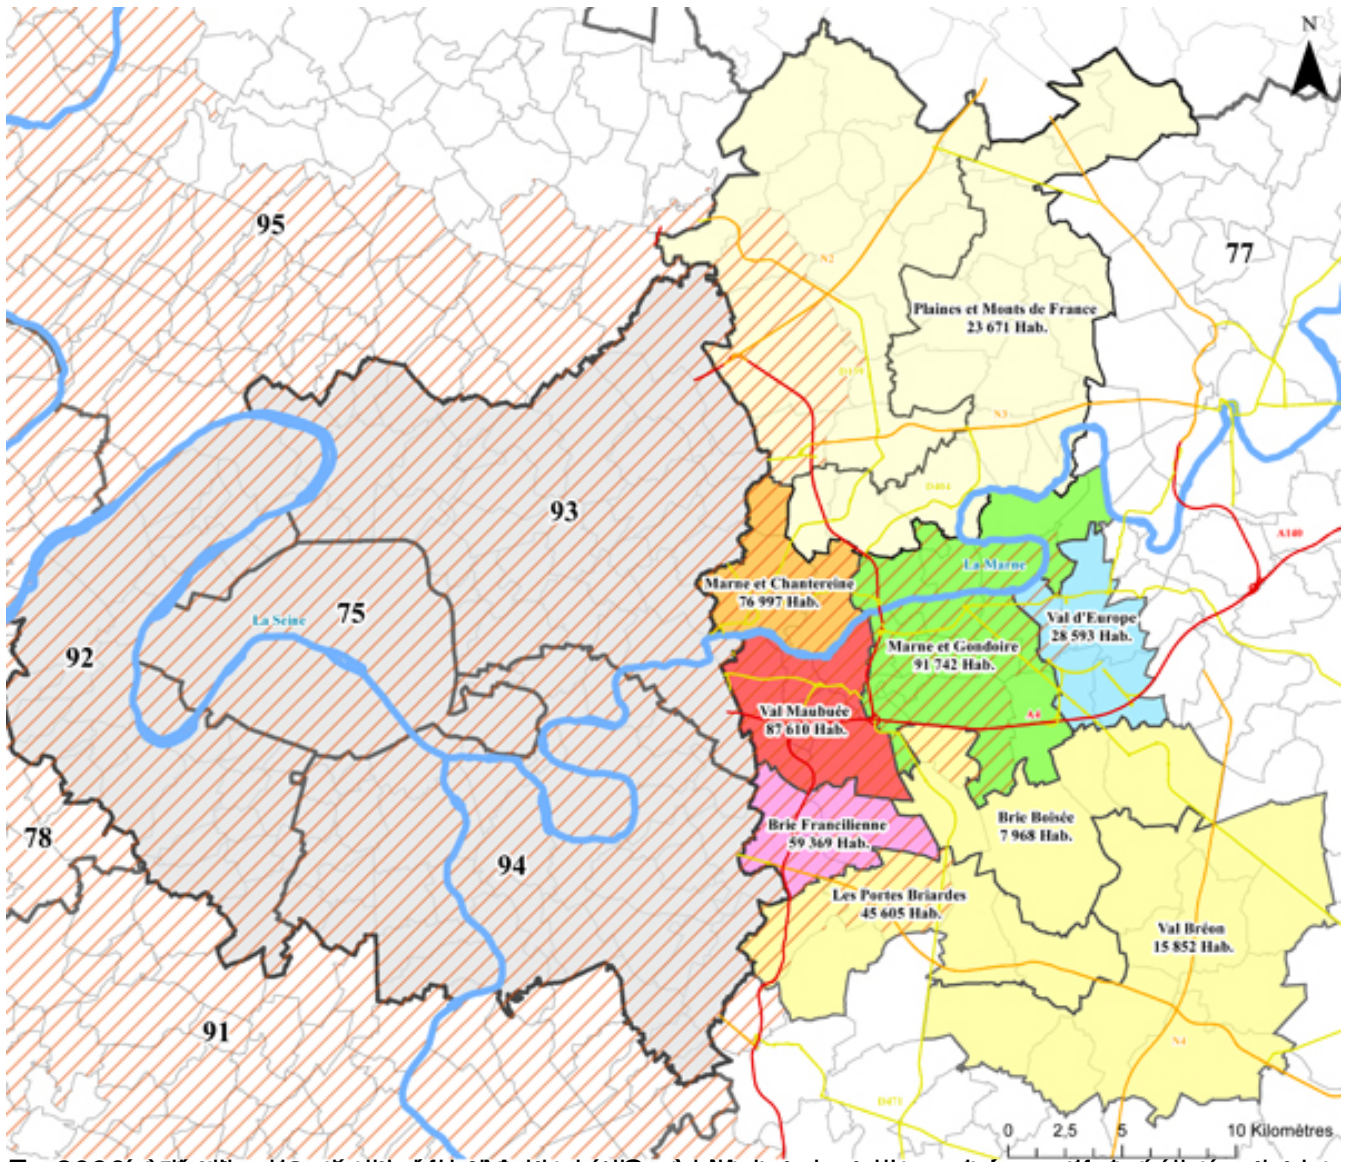 N
95
77
N2
Plaines et Monts de France
23 671 Hab.
N3
D404
93
A140
La Marne
Marne et Chantereine
76 997 Hab.
75
La Seine
Val d'Europe
28 593 Hab.
92
Marne et Gondoire
91 742 Hab.
Val Maubuée
87 610 Hab.
A4
Brie Francilienne
59 369 Hab.
Brie Boisée
7 968 Hab.
78
94
Les Portes Briardes
45 605 Hab.
Val Bréon
15 852 Hab.
91
N4
D471
0 2,5 5 10 Kilomètres